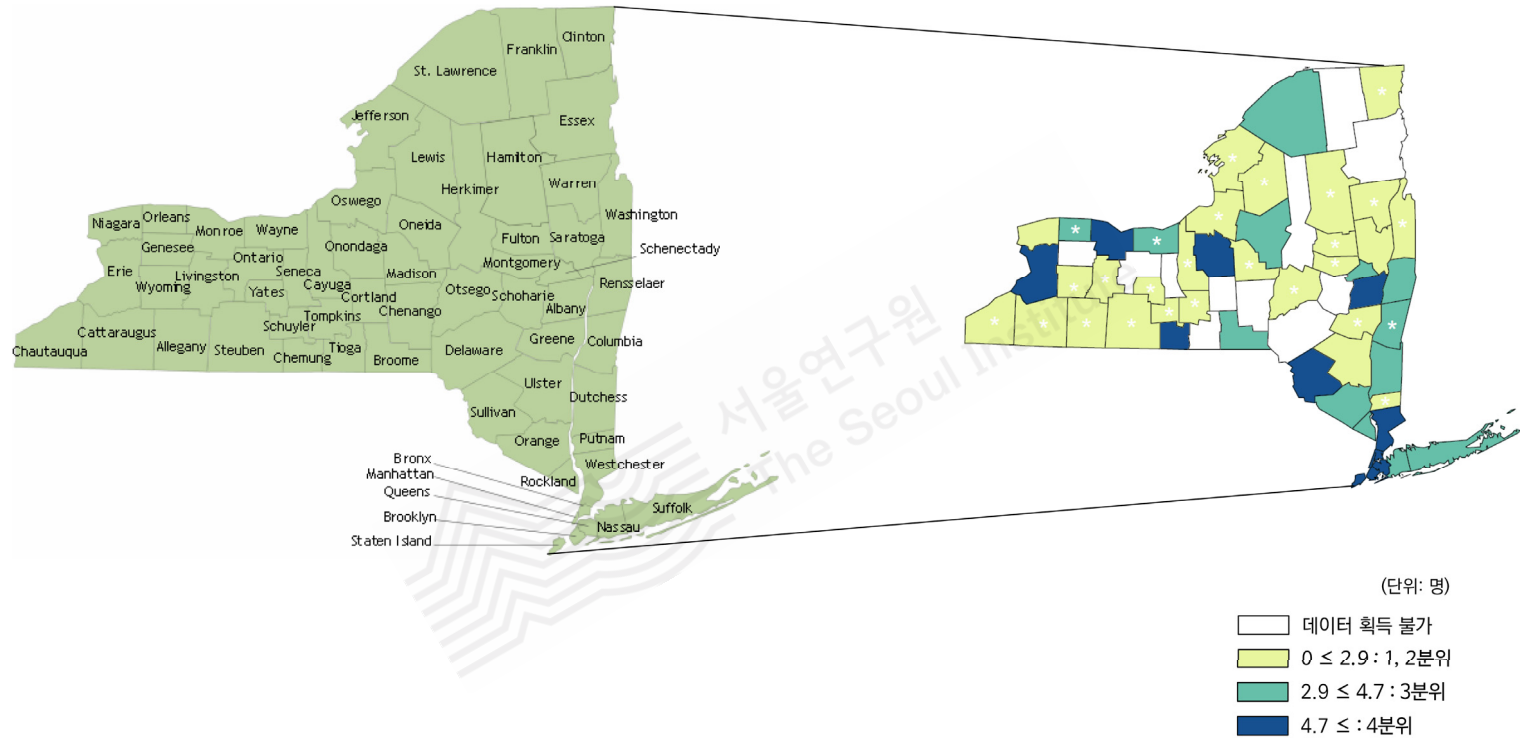 Clinton
Franklin
St. Lawrence
Jefferson
Essex
Lewis
Hamilton
Warren
Herkimer
Oswego
Washington
Niagara
Orleans
Monroe
Wayne
Oneida
Fulton
Saratoga
Genesee
Onondaga
Schenectady
Ontario
Montgomery
Erie
Livingston
Seneca
Madison
Wyoming
Cayuga
Rensselaer
Yates
Otsego
Cortland
Schoharie
Tompkins
Chenango
Albany
Schuyler
Cattaraugus
Greene
Columbia
Chautauqua
Allegany
Steuben
Chemung
Tioga
Broome
Delaware
Ulster
Dutchess
Sullivan
Orange
Putnam
Bronx
Westchester
Manhattan
Rockland
Queens
Suffolk
Brooklyn
Nassau
Staten Island
서울연구원
The Seoul Institute
(단위: 명)
데이터 획득 불가
0 ≤ 2.9 : 1, 2분위
2.9 ≤ 4.7 : 3분위
4.7 ≤ : 4분위